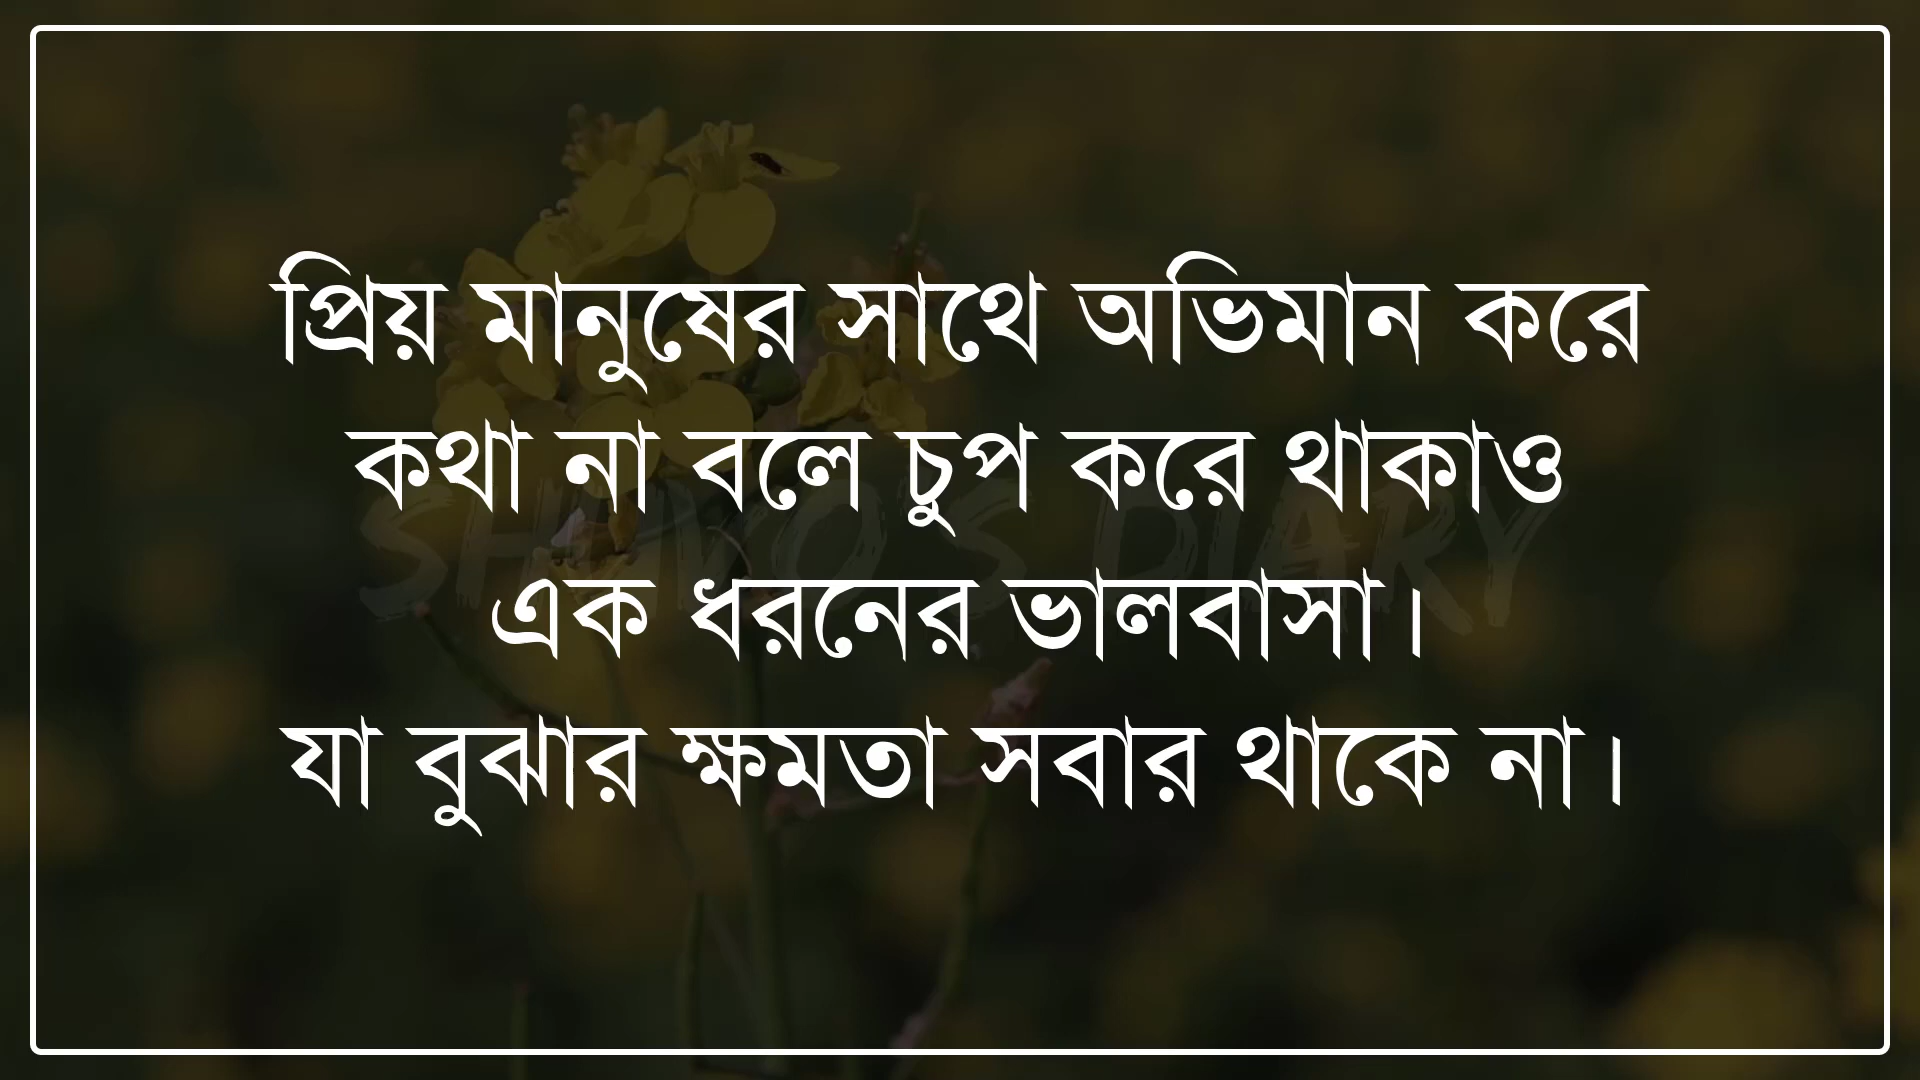 প্রিয় মানুষের সাথে অভিমান করে
কথা না বলে চুপ করে থাকাও
এক ধরনের ভালবাসা।
যা বুঝার ক্ষমতা সবার থাকে না।